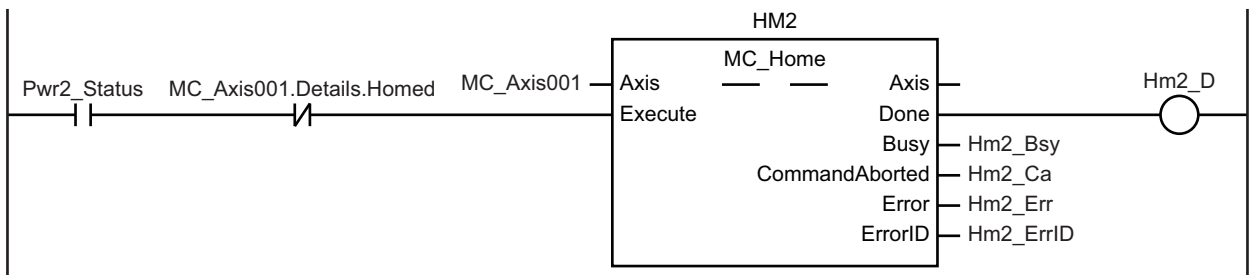 HM2
MC_Home
Pwr2_Status MC_Axis001.Details.Homed MC_Axis001 Axis Axis Hm2_D
Execute Done
Busy Hm2_Bsy
CommandAborted Hm2_Ca
Error Hm2_Err
ErrorID Hm2_ErrID